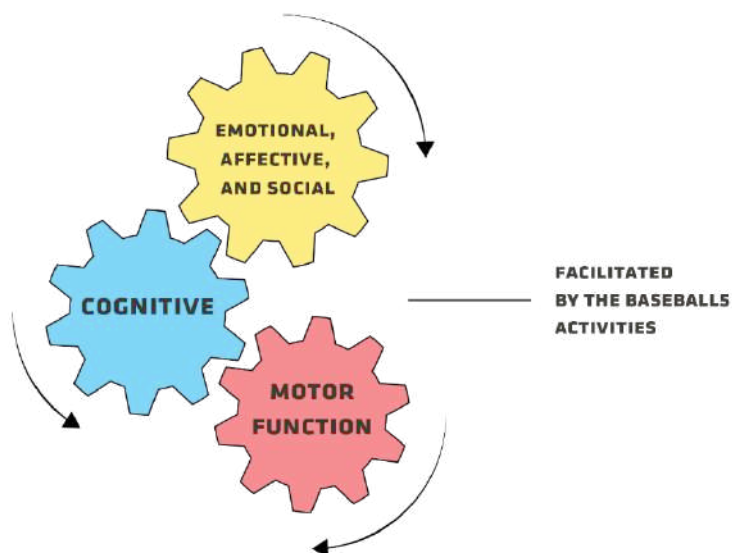 EMOTIONAL,
AFFECTIVE,
AND SOCIAL
COGNITIVE
MOTOR
FUNCTION
FACILITATED
BY THE BASEBALL5
ACTIVITIES